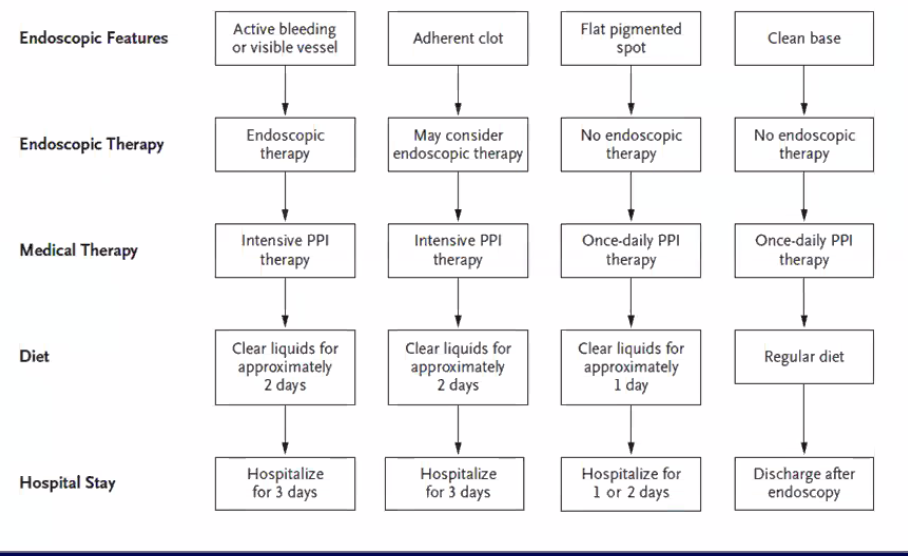 Endoscopic Features
Active bleeding
or visible vessel
Adherent clot
Flat pigmented
spot
Clean base
Endoscopic Therapy
Endoscopic
therapy
May consider
endoscopic therapy
No endoscopic
therapy
No endoscopic
therapy
Medical Therapy
Intensive PPI
therapy
Intensive PPI
therapy
Once-daily PPI
therapy
Once-daily PPI
therapy
Diet
Clear liquids for
approximately
2 days
Clear liquids for
approximately
2 days
Clear liquids for
approximately
1 day
Regular diet
Hospital Stay
Hospitalize
for 3 days
Hospitalize
for 3 days
Hospitalize for
1 or 2 days
Discharge after
endoscopy